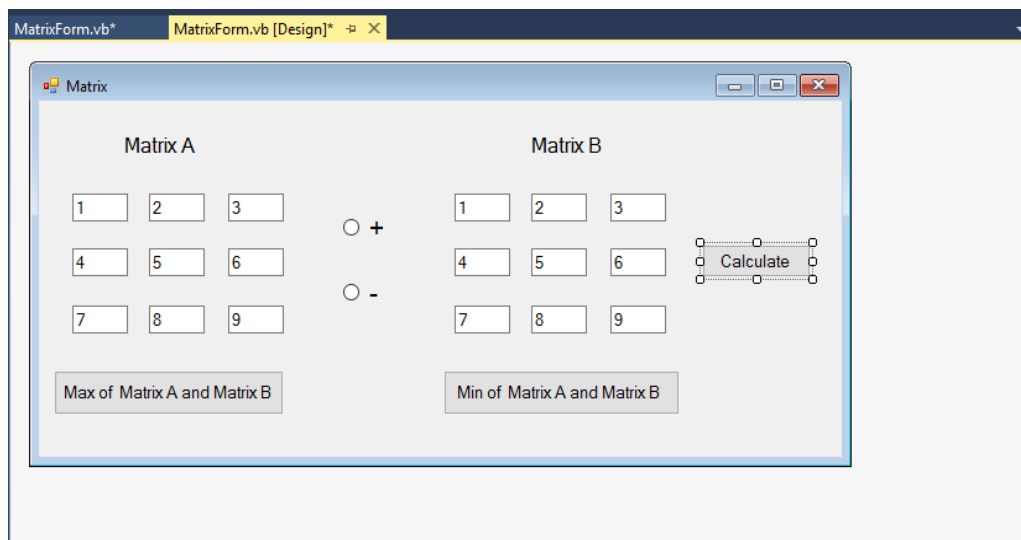 MatrixForm.vb* MatrixForm.vb [Design]*
Matrix
Matrix A Matrix B
1 2 3 1 2 3
+
4 5 6 4 5 6 Calculate
-
7 8 9 7 8 9
Max of Matrix A and Matrix B Min of Matrix A and Matrix B